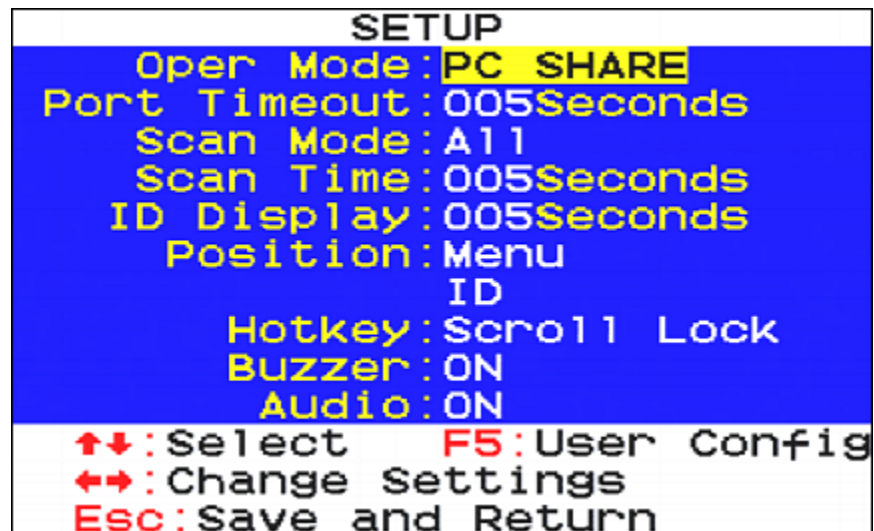 SETUP
Oper Mode:PC SHARE
Port Timeout:005Seconds
Scan Mode:All
Scan Time:005Seconds
ID Display:005Seconds
Position:Menu
ID
Hotkey:Scroll Lock
Buzzer:ON
Audio:ON
↑↓:Select F5:User Config
←→:Change Settings
Esc:Save and Return